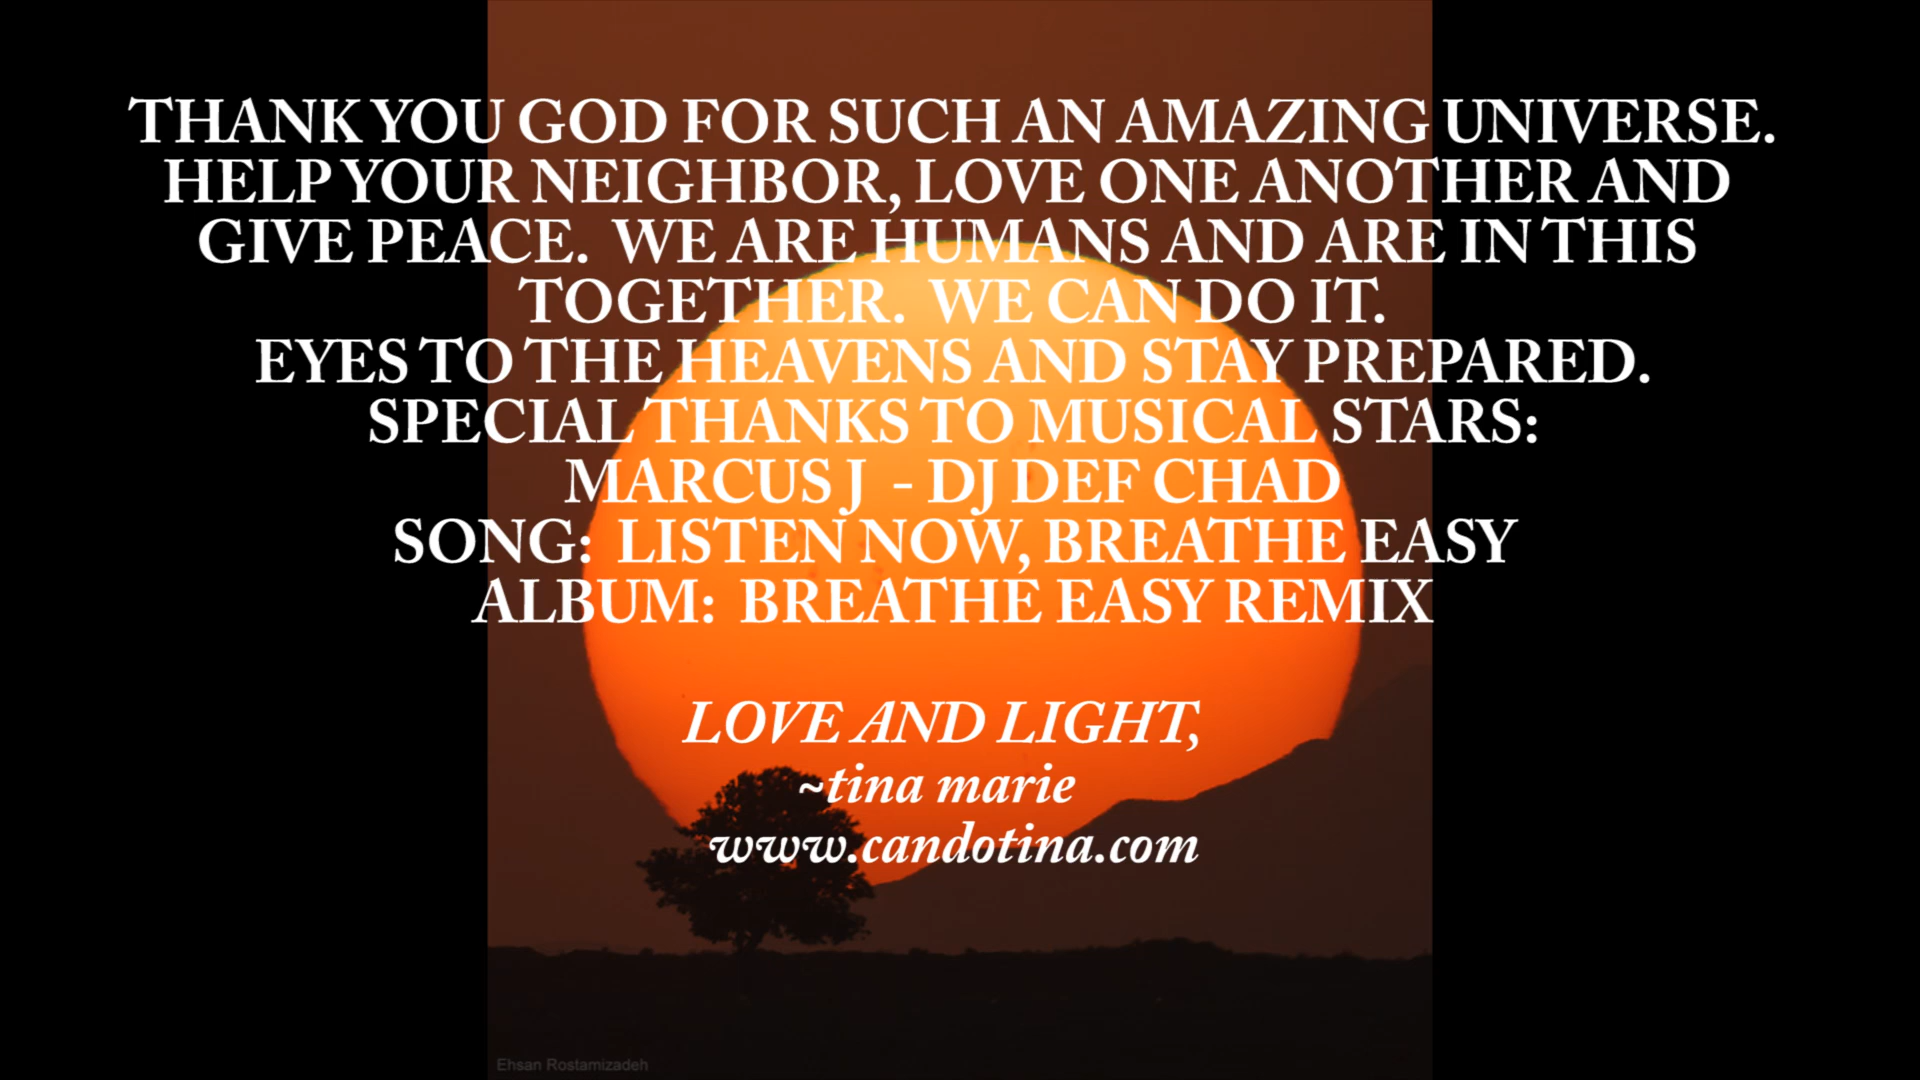 THANK YOU GOD FOR SUCH AN AMAZING UNIVERSE.
HELP YOUR NEIGHBOR, LOVE ONE ANOTHER AND
GIVE PEACE.  WE ARE HUMANS AND ARE IN THIS
TOGETHER.  WE CAN DO IT.
EYES TO THE HEAVENS AND STAY PREPARED.
SPECIAL THANKS TO MUSICAL STARS:
MARCUS J  - DJ DEF CHAD
SONG:  LISTEN NOW, BREATHE EASY
ALBUM:  BREATHE EASY REMIX
LOVE AND LIGHT,
~tina marie
www.candotina.com
Ehsan Rostamizadeh